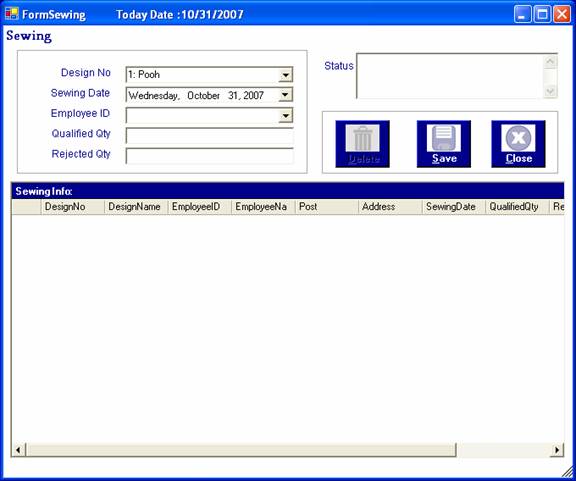 FormSewing Today Date :10/31/2007
Sewing
Design No 1: Pooh
Sewing Date Wednesday, October 31, 2007
Employee ID
Qualified Qty
Rejected Qty
Status
Delete Save Close
Sewing Info:
DesignNo DesignName EmployeeID EmployeeNa Post Address SewingDate QualifiedQty Re